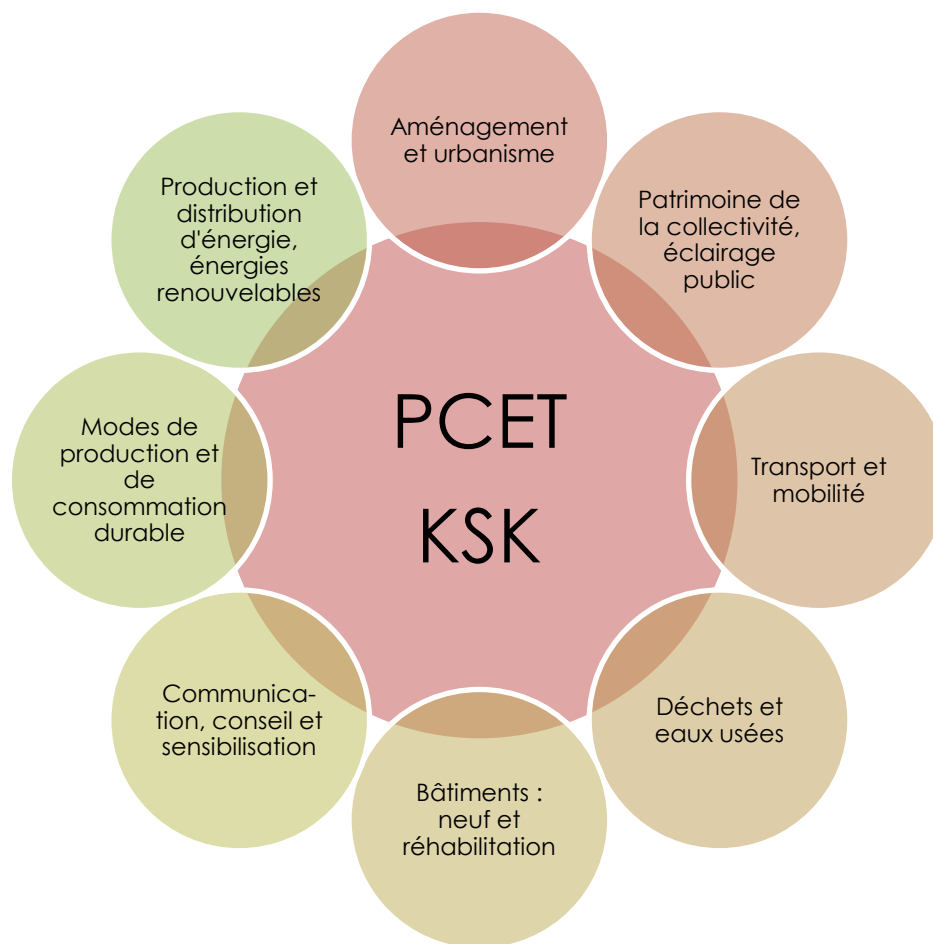 Aménagement
et urbanisme
Patrimoine de
la collectivité,
éclairage
public
Transport et
mobilité
Déchets et
eaux usées
Bâtiments :
neuf et
réhabilitation
Communica-
tion, conseil et
sensibilisation
Modes de
production et
de
consommation
durable
Production et
distribution
d'énergie,
énergies
renouvelables
PCET
KSK